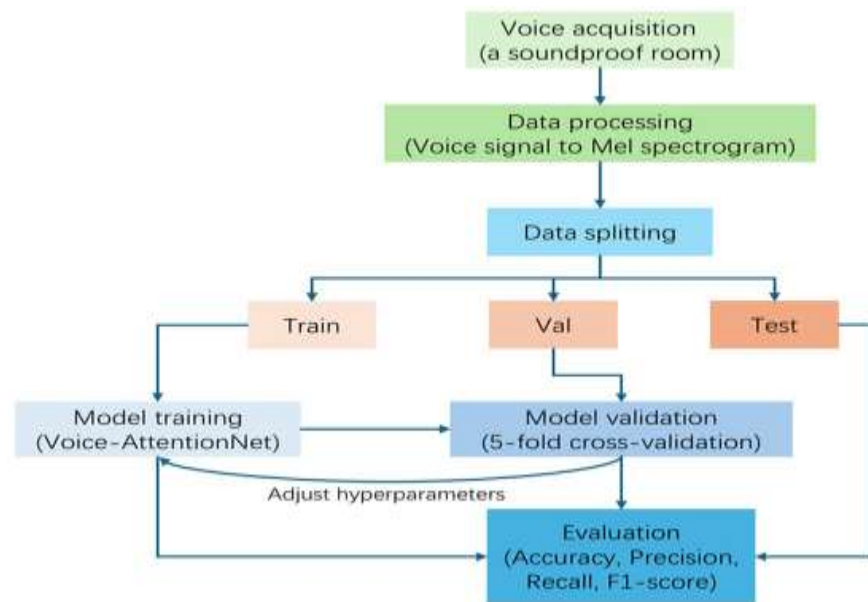 Voice acquisition
(a soundproof room)
Data processing
(Voice signal to Mel spectrogram)
Data splitting
Train
Val
Test
Model training
(Voice-AttentionNet)
Model validation
(5-fold cross-validation)
Adjust hyperparameters
Evaluation
(Accuracy, Precision,
Recall, F1-score)